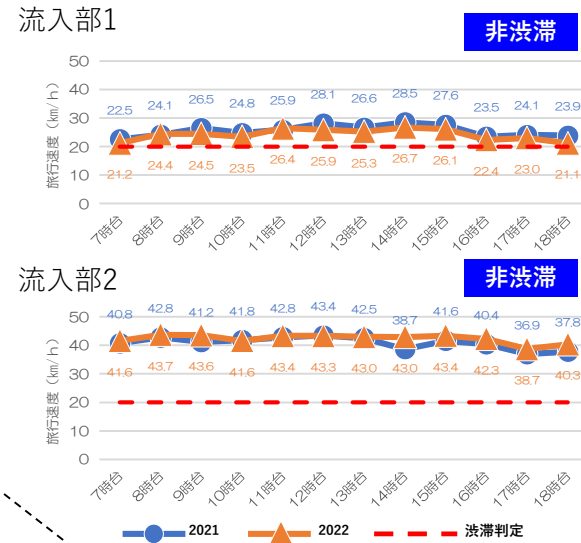 流入部1
非渋滞
旅行速度（km/h）
50
40
30
20
10
0
22.5 24.1 26.5 24.8 25.9 28.1 26.6 28.5 27.6 23.5 24.1 23.9
21.2 24.4 24.5 23.5 26.4 25.9 25.3 26.7 26.1 22.4 23.0 21.1
7時台 8時台 9時台 10時台 11時台 12時台 13時台 14時台 15時台 16時台 17時台 18時台
流入部2
非渋滞
旅行速度（km/h）
50
40
30
20
10
0
40.8 42.8 41.2 41.8 42.8 43.4 42.5 38.7 41.6 40.4 36.9 37.8
41.6 43.7 43.6 41.6 43.4 43.3 43.0 43.0 43.4 42.3 38.7 40.3
7時台 8時台 9時台 10時台 11時台 12時台 13時台 14時台 15時台 16時台 17時台 18時台
2021 2022 渋滞判定